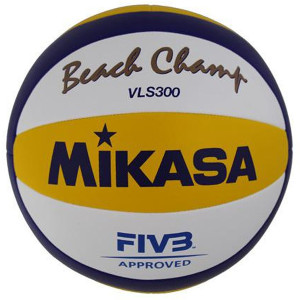 Beach Champ
VLS300
MIKASA
FIVB
APPROVED